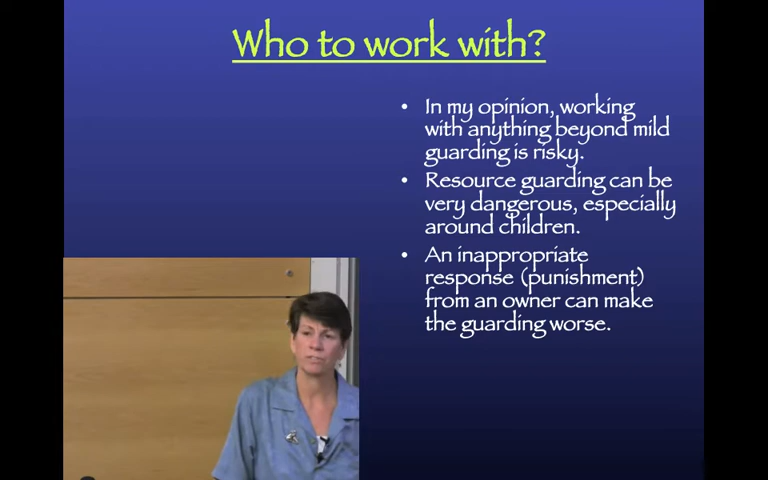 Who to work with?
• In my opinion, working
with anything beyond mild
guarding is risky.
• Resource guarding can be
very dangerous, especially
around children.
• An inappropriate
response (punishment)
from an owner can make
the guarding worse.